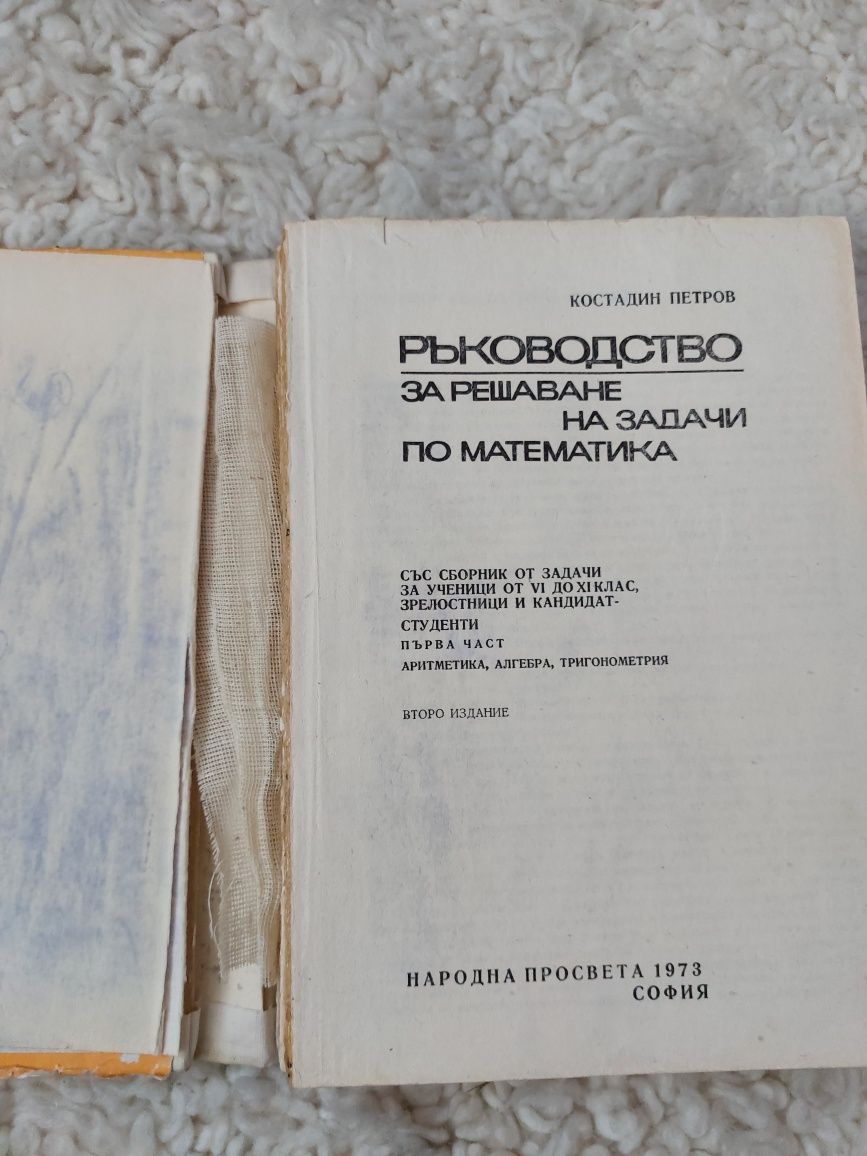 КОСТАДИН ПЕТРОВ
РЪКОВОДСТВО
ЗА РЕШАВАНЕ
НА ЗАДАЧИ
ПО МАТЕМАТИКА
СЪС СБОРНИК ОТ ЗАДАЧИ
ЗА УЧЕНИЦИ ОТ VI ДО XI КЛАС,
ЗРЕЛОСТНИЦИ И КАНДИДАТ-
СТУДЕНТИ
ПЪРВА ЧАСТ
АРИТМЕТИКА, АЛГЕБРА, ТРИГОНОМЕТРИЯ
ВТОРО ИЗДАНИЕ
НАРОДНА ПРОСВЕТА 1973
СОФИЯ